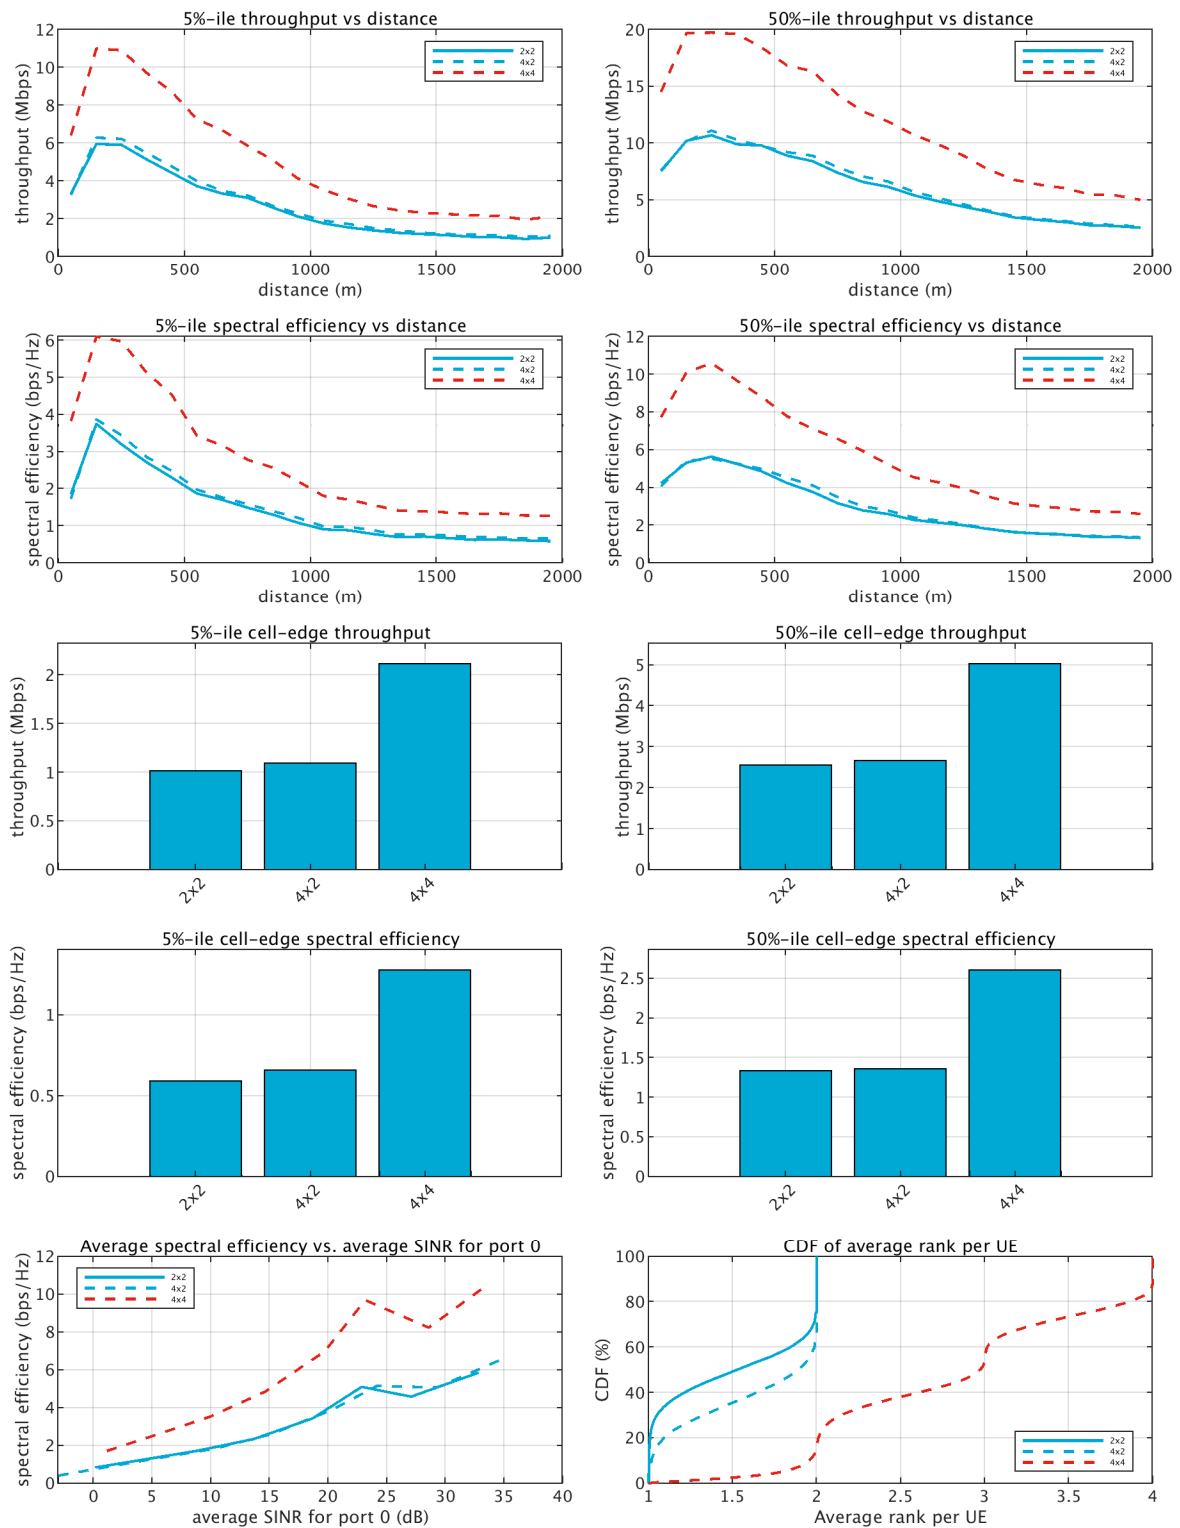 5%-ile throughput vs distance
throughput (Mbps)
12
10
8
6
4
2
0
2x2
4x2
4x4
0
500
1000
1500
2000
distance (m)
50%-ile throughput vs distance
throughput (Mbps)
20
15
10
5
0
2x2
4x2
4x4
0
500
1000
1500
2000
distance (m)
5%-ile spectral efficiency vs distance
spectral efficiency (bps/Hz)
6
5
4
3
2
1
0
2x2
4x2
4x4
0
500
1000
1500
2000
distance (m)
50%-ile spectral efficiency vs distance
spectral efficiency (bps/Hz)
12
10
8
6
4
2
0
2x2
4x2
4x4
0
500
1000
1500
2000
distance (m)
5%-ile cell-edge throughput
throughput (Mbps)
2
1.5
1
0.5
0
2x2
4x2
4x4
50%-ile cell-edge throughput
throughput (Mbps)
5
4
3
2
1
0
2x2
4x2
4x4
5%-ile cell-edge spectral efficiency
spectral efficiency (bps/Hz)
1
0.5
0
2x2
4x2
4x4
50%-ile cell-edge spectral efficiency
spectral efficiency (bps/Hz)
2.5
2
1.5
1
0.5
0
2x2
4x2
4x4
Average spectral efficiency vs. average SINR for port 0
spectral efficiency (bps/Hz)
12
10
8
6
4
2
0
2x2
4x2
4x4
0
5
10
15
20
25
30
35
40
average SINR for port 0 (dB)
CDF of average rank per UE
CDF (%)
100
80
60
40
20
0
2x2
4x2
4x4
1
1.5
2
2.5
3
3.5
4
Average rank per UE